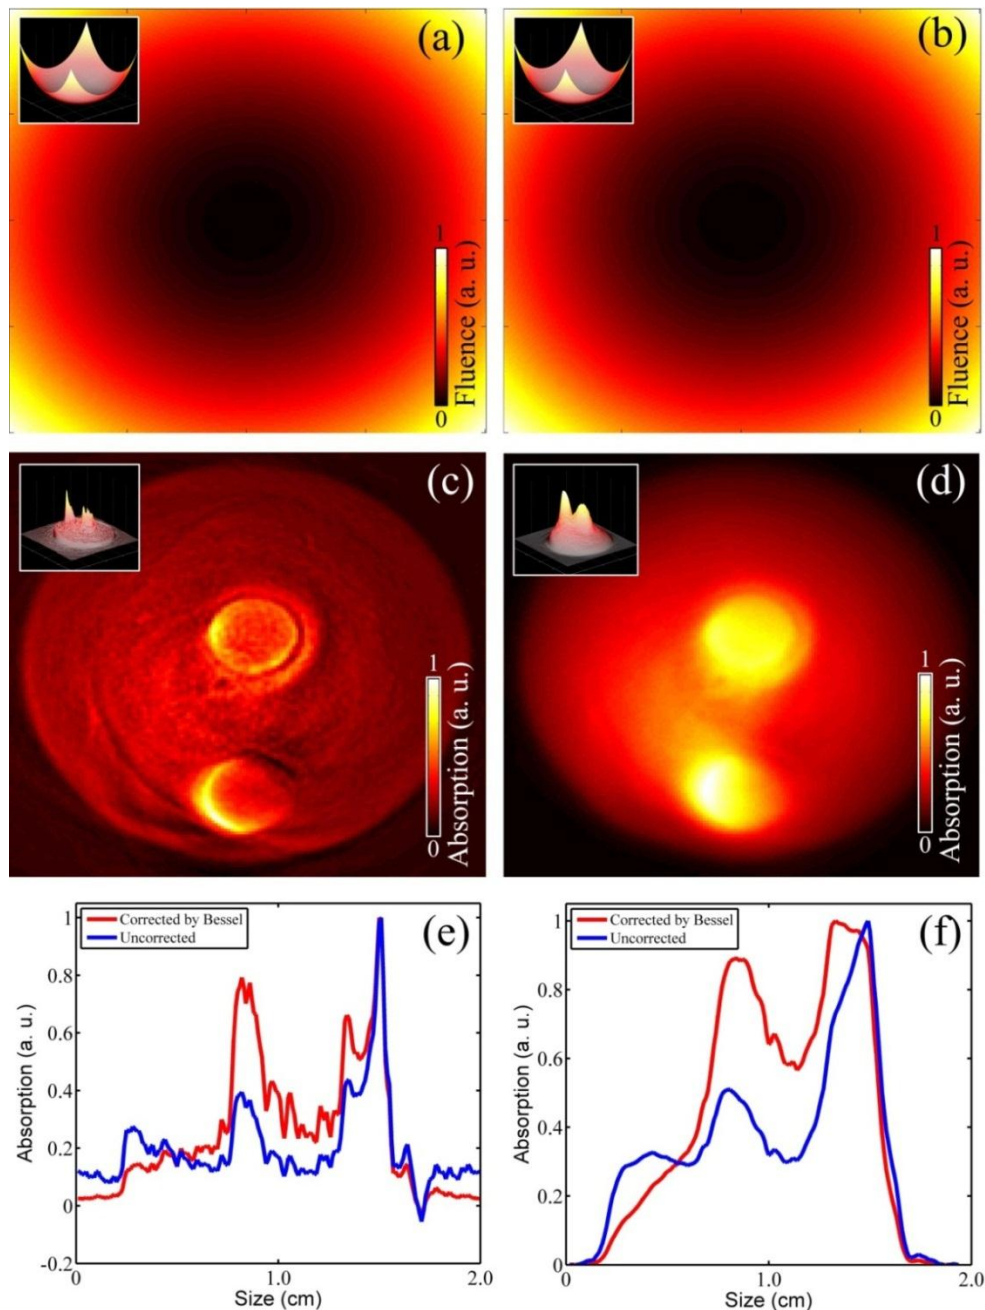 (a)
1
Fluence (a. u.)
0
(b)
1
Fluence (a. u.)
0
(c)
1
Absorption (a. u.)
0
(d)
1
Absorption (a. u.)
0
(e)
Corrected by Bessel
Uncorrected
1
0.8
0.6
0.4
0.2
0
-0.2
Absorption (a. u.)
0
1.0
2.0
Size (cm)
(f)
Corrected by Bessel
Uncorrected
1
0.8
0.6
0.4
0.2
0
Absorption (a. u.)
0
1.0
2.0
Size (cm)